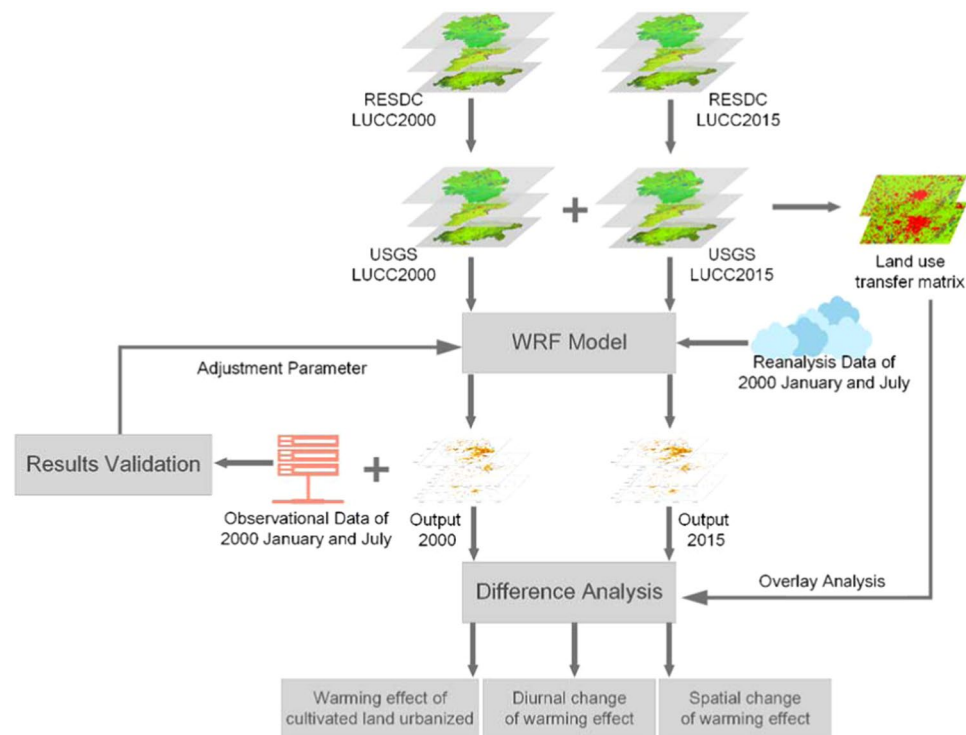 RESDC
LUCC2000
RESDC
LUCC2015
USGS
LUCC2000
USGS
LUCC2015
Land use
transfer matrix
WRF Model
Reanalysis Data of
2000 January and July
Adjustment Parameter
Results Validation
Observational Data of
2000 January and July
Output
2000
Output
2015
Difference Analysis
Overlay Analysis
Warming effect of
cultivated land urbanized
Diurnal change
of warming effect
Spatial change
of warming effect